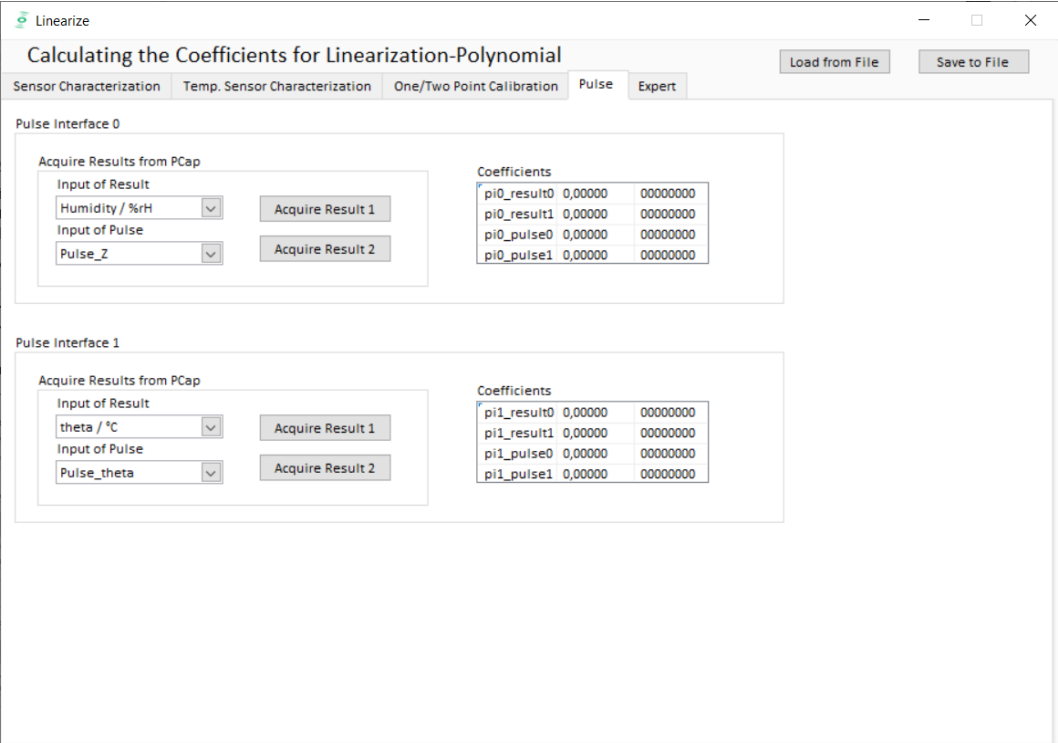 Linearize
Calculating the Coefficients for Linearization-Polynomial
Load from File
Save to File
Sensor Characterization
Temp. Sensor Characterization
One/Two Point Calibration
Pulse
Expert
Pulse Interface 0
Acquire Results from PCap
Input of Result
Humidity / %rH
Input of Pulse
Pulse_Z
Acquire Result 1
Acquire Result 2
Coefficients
pi0_result0 0,00000 00000000
pi0_result1 0,00000 00000000
pi0_pulse0 0,00000 00000000
pi0_pulse1 0,00000 00000000
Pulse Interface 1
Acquire Results from PCap
Input of Result
theta / °C
Input of Pulse
Pulse_theta
Acquire Result 1
Acquire Result 2
Coefficients
pi1_result0 0,00000 00000000
pi1_result1 0,00000 00000000
pi1_pulse0 0,00000 00000000
pi1_pulse1 0,00000 00000000